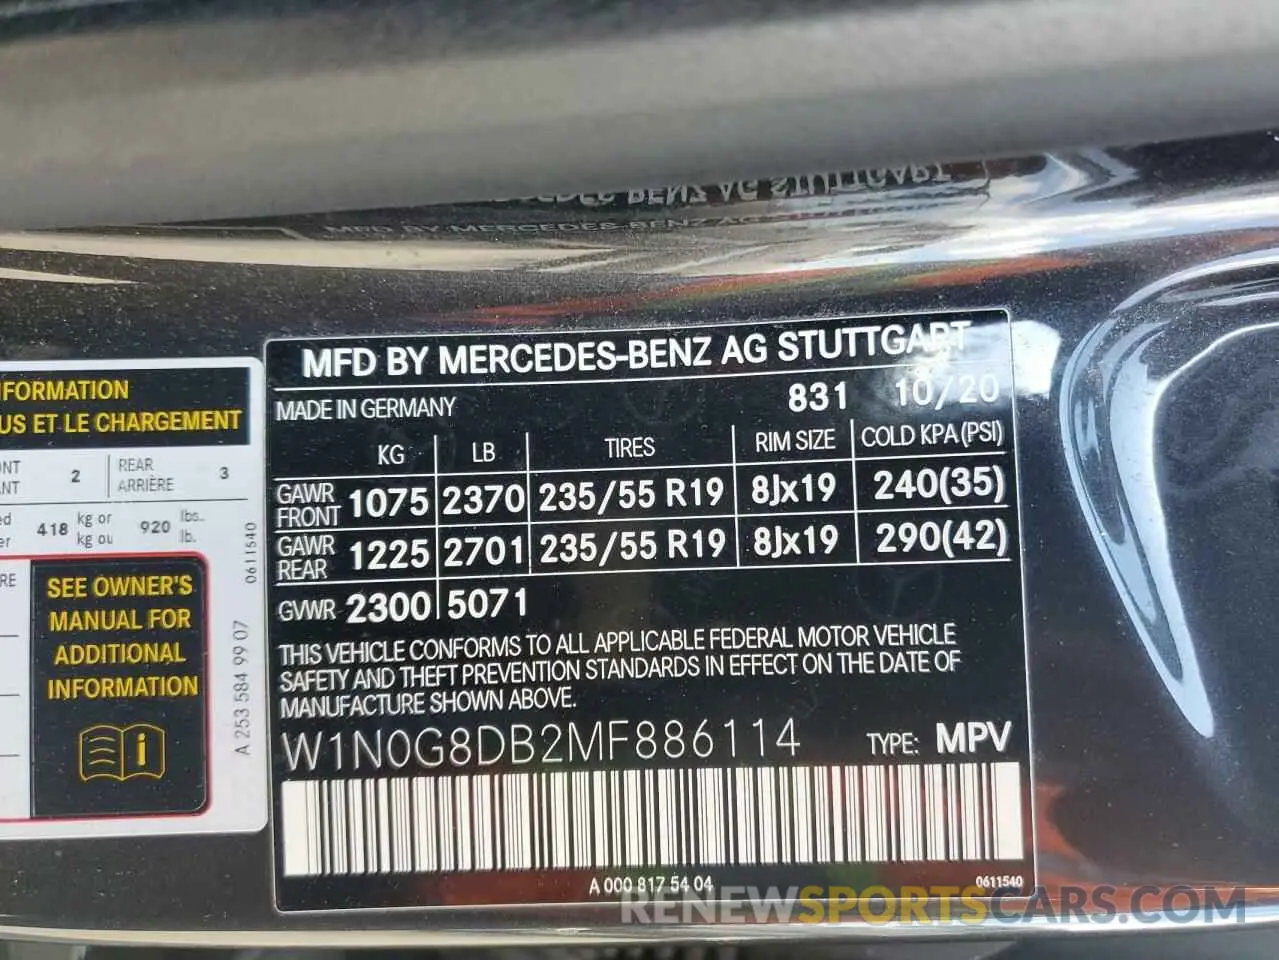 MFD BY MERCEDES-BENZ AG STUTTGART
MADE IN GERMANY 831 10/20
KG LB TIRES RIM SIZE COLD KPA (PSI)
GAWR FRONT 1075 2370 235/55 R19 8Jx19 240(35)
GAWR REAR 1225 2701 235/55 R19 8Jx19 290(42)
GVWR 2300 5071
THIS VEHICLE CONFORMS TO ALL APPLICABLE FEDERAL MOTOR VEHICLE
SAFETY AND THEFT PREVENTION STANDARDS IN EFFECT ON THE DATE OF
MANUFACTURE SHOWN ABOVE.
W1N0G8DB2MF886114 TYPE: MPV
A 000 817 54 04 0611540
US ET LE CHARGEMENT
2 REAR 3
ARRIÈRE
418 kg or 920 lbs.
kg ou lb.
SEE OWNER'S
MANUAL FOR
ADDITIONAL
INFORMATION
0611540
A 253 584 99 07
RENEWSPORTSCARS.COM